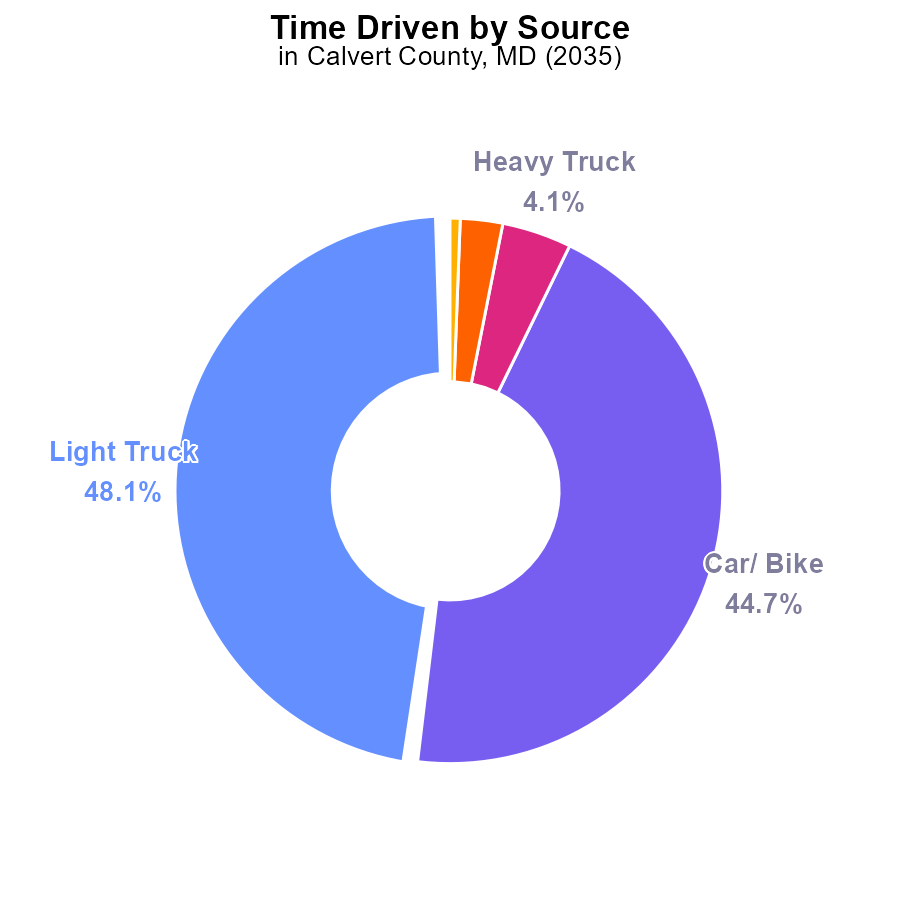 Time Driven by Source
in Calvert County, MD (2035)
Heavy Truck
4.1%
Light Truck
48.1%
Car/ Bike
44.7%